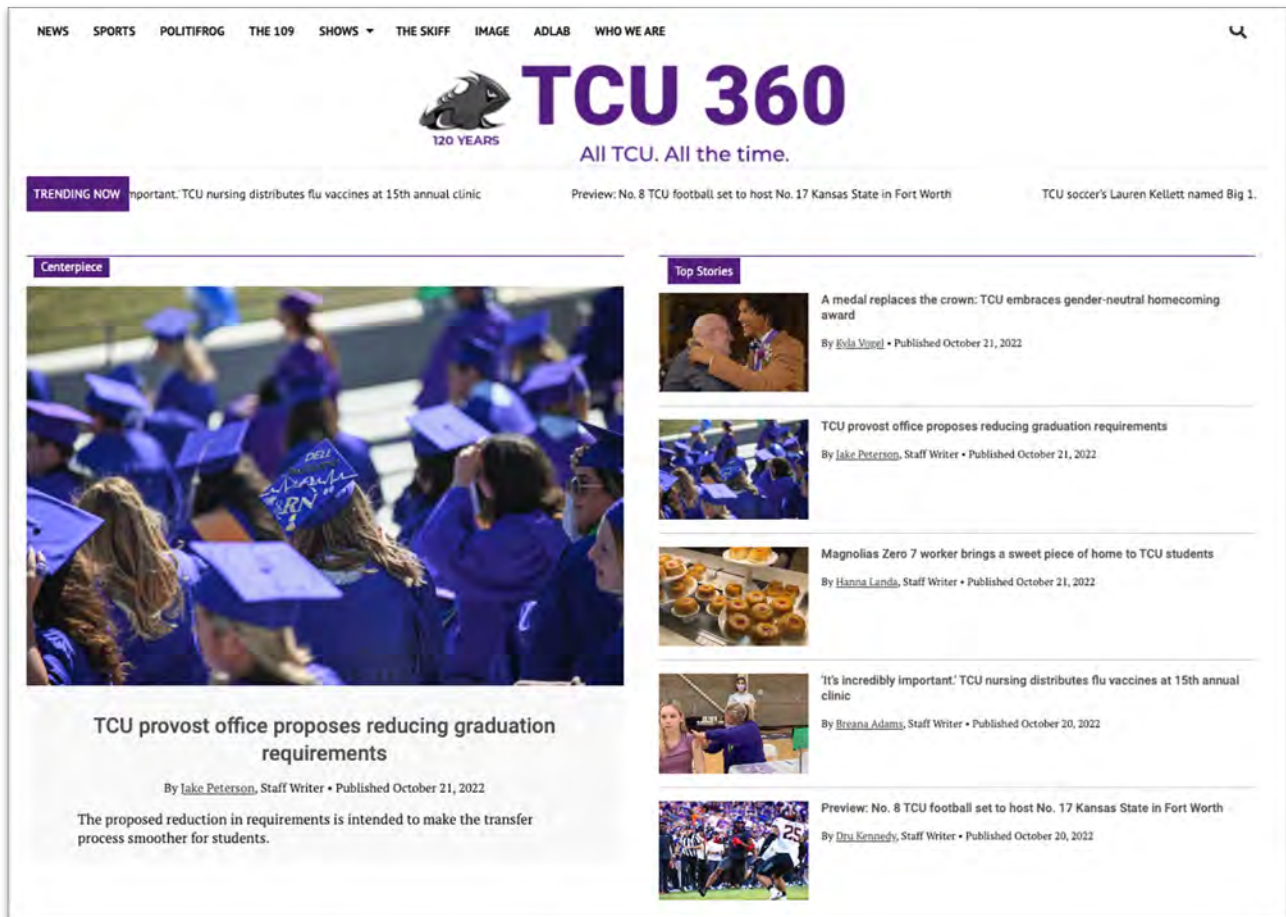 NEWS SPORTS POLITIFROG THE 109 SHOWS THE SKIFF IMAGE ADLAB WHO WE ARE
120 YEARS
TCU 360
All TCU. All the time.
TRENDING NOW mportant.' TCU nursing distributes flu vaccines at 15th annual clinic Preview: No. 8 TCU football set to host No. 17 Kansas State in Fort Worth TCU soccer's Lauren Kellett named Big 1.
Centerpiece
DELL
RN
TCU provost office proposes reducing graduation
requirements
By Jake Peterson, Staff Writer • Published October 21, 2022
The proposed reduction in requirements is intended to make the transfer
process smoother for students.
Top Stories
A medal replaces the crown: TCU embraces gender-neutral homecoming
award
By Kyla Vogel • Published October 21, 2022
TCU provost office proposes reducing graduation requirements
By Jake Peterson, Staff Writer • Published October 21, 2022
Magnolias Zero 7 worker brings a sweet piece of home to TCU students
By Hanna Landa, Staff Writer • Published October 21, 2022
'It's incredibly important.' TCU nursing distributes flu vaccines at 15th annual
clinic
By Breana Adams, Staff Writer • Published October 20, 2022
Preview: No. 8 TCU football set to host No. 17 Kansas State in Fort Worth
By Dru Kennedy, Staff Writer • Published October 20, 2022
25